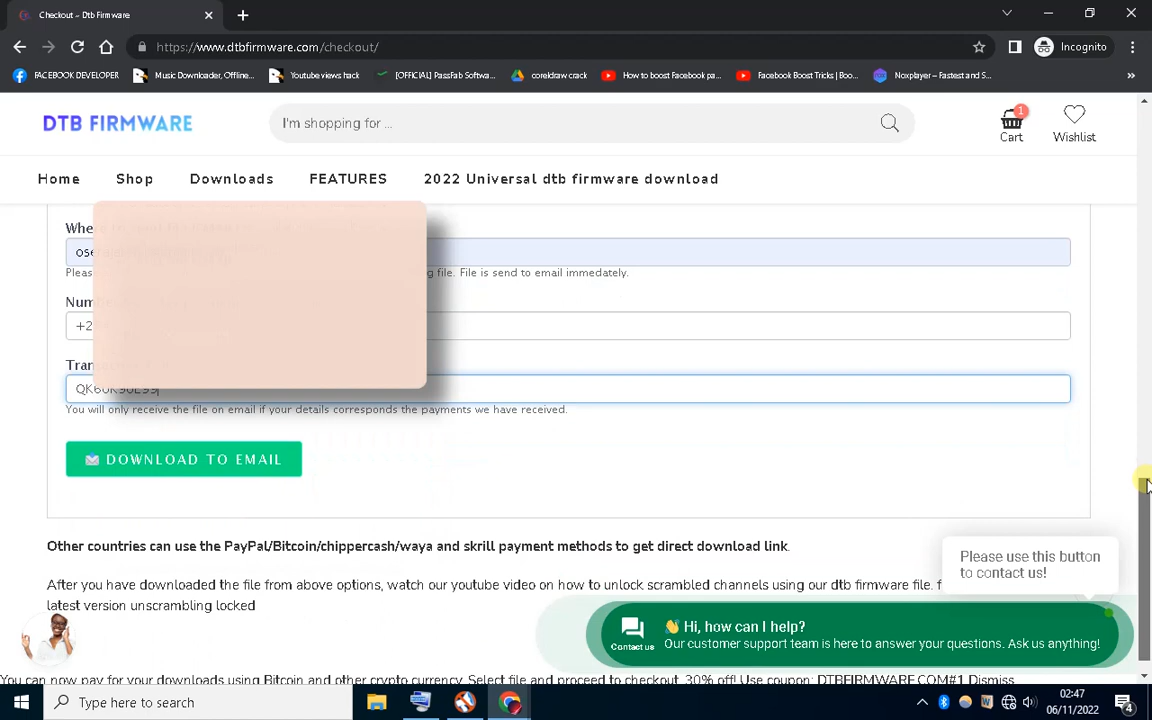 Checkout – Dtb Firmware
https://www.dtbfirmware.com/checkout/
Incognito
FACEBOOK DEVELOPER
Music Downloader, Offline...
Youtube views hack
[OFFICIAL] PassFab Softwa...
coreldraw crack
How to boost Facebook pa...
Facebook Boost Tricks | Boo...
Noxplayer – Fastest and S...
DTB FIRMWARE
I'm shopping for ...
1
Cart
Wishlist
Home
Shop
Downloads
FEATURES
2022 Universal dtb firmware download
file. File is send to email immedately.
+2
You will only receive the file on email if your details corresponds the payments we have received.
DOWNLOAD TO EMAIL
Other countries can use the PayPal/Bitcoin/chippercash/waya and skrill payment methods to get direct download link.
Please use this button
to contact us!
After you have downloaded the file from above options, watch our youtube video on how to unlock scrambled channels using our dtb firmware file.
latest version unscrambling locked
Contact us
👋 Hi, how can I help?
Our customer support team is here to answer your questions. Ask us anything!
You can now pay for your downloads using Bitcoin and other crypto currency. Select file and proceed to checkout. 30% off! Use coupon: DTBFIRMWARE.COM#1 Dismiss
Type here to search
02:47
06/11/2022
4